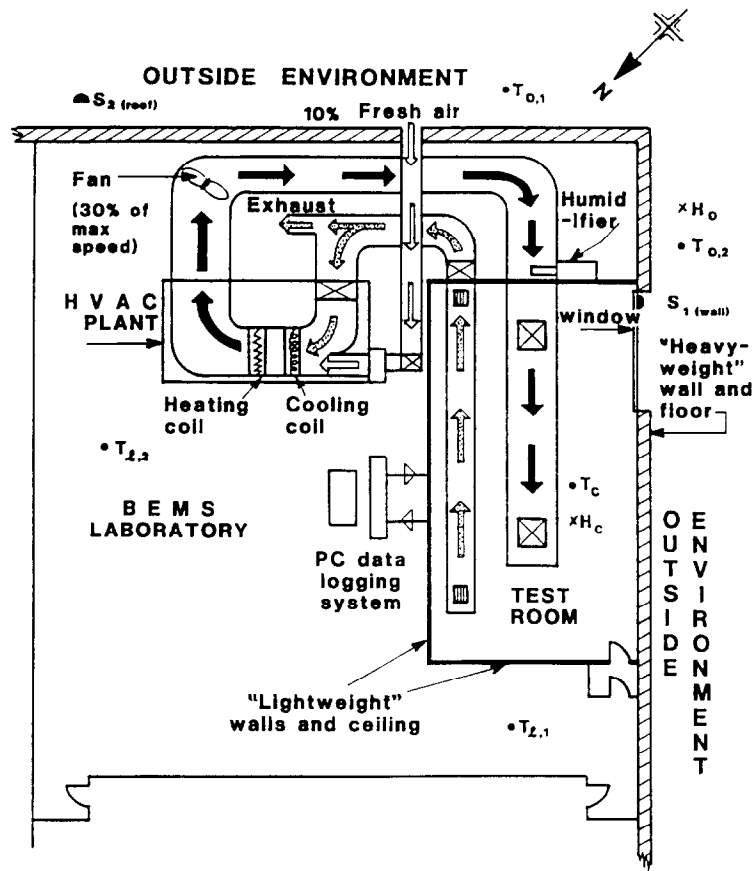 N
OUTSIDE ENVIRONMENT
S2 (roof)
To,1
10% Fresh air
Fan
(30% of
max
speed)
Exhaust
Humid
-ifier
Ho
To,2
HVAC
PLANT
window
S1 (wall)
"Heavy-
weight"
wall and
floor
Heating
coil
Cooling
coil
Tℓ,2
BEMS
LABORATORY
Tc
Hc
PC data
logging
system
TEST
ROOM
OUTSIDE
ENVIRONMENT
"Lightweight"
walls and ceiling
Tℓ,1